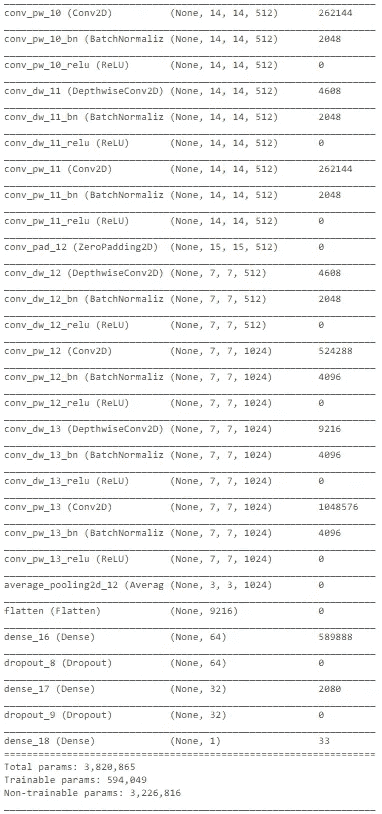 conv_pw_10 (Conv2D) (None, 14, 14, 512) 262144
conv_pw_10_bn (BatchNormaliz (None, 14, 14, 512) 2048
conv_pw_10_relu (ReLU) (None, 14, 14, 512) 0
conv_dw_11 (DepthwiseConv2D) (None, 14, 14, 512) 4608
conv_dw_11_bn (BatchNormaliz (None, 14, 14, 512) 2048
conv_dw_11_relu (ReLU) (None, 14, 14, 512) 0
conv_pw_11 (Conv2D) (None, 14, 14, 512) 262144
conv_pw_11_bn (BatchNormaliz (None, 14, 14, 512) 2048
conv_pw_11_relu (ReLU) (None, 14, 14, 512) 0
conv_pad_12 (ZeroPadding2D) (None, 15, 15, 512) 0
conv_dw_12 (DepthwiseConv2D) (None, 7, 7, 512) 4608
conv_dw_12_bn (BatchNormaliz (None, 7, 7, 512) 2048
conv_dw_12_relu (ReLU) (None, 7, 7, 512) 0
conv_pw_12 (Conv2D) (None, 7, 7, 1024) 524288
conv_pw_12_bn (BatchNormaliz (None, 7, 7, 1024) 4096
conv_pw_12_relu (ReLU) (None, 7, 7, 1024) 0
conv_dw_13 (DepthwiseConv2D) (None, 7, 7, 1024) 9216
conv_dw_13_bn (BatchNormaliz (None, 7, 7, 1024) 4096
conv_dw_13_relu (ReLU) (None, 7, 7, 1024) 0
conv_pw_13 (Conv2D) (None, 7, 7, 1024) 1048576
conv_pw_13_bn (BatchNormaliz (None, 7, 7, 1024) 4096
conv_pw_13_relu (ReLU) (None, 7, 7, 1024) 0
average_pooling2d_12 (Averag (None, 3, 3, 1024) 0
flatten (Flatten) (None, 9216) 0
dense_16 (Dense) (None, 64) 589888
dropout_8 (Dropout) (None, 64) 0
dense_17 (Dense) (None, 32) 2080
dropout_9 (Dropout) (None, 32) 0
dense_18 (Dense) (None, 1) 33
Total params: 3,820,865
Trainable params: 594,049
Non-trainable params: 3,226,816